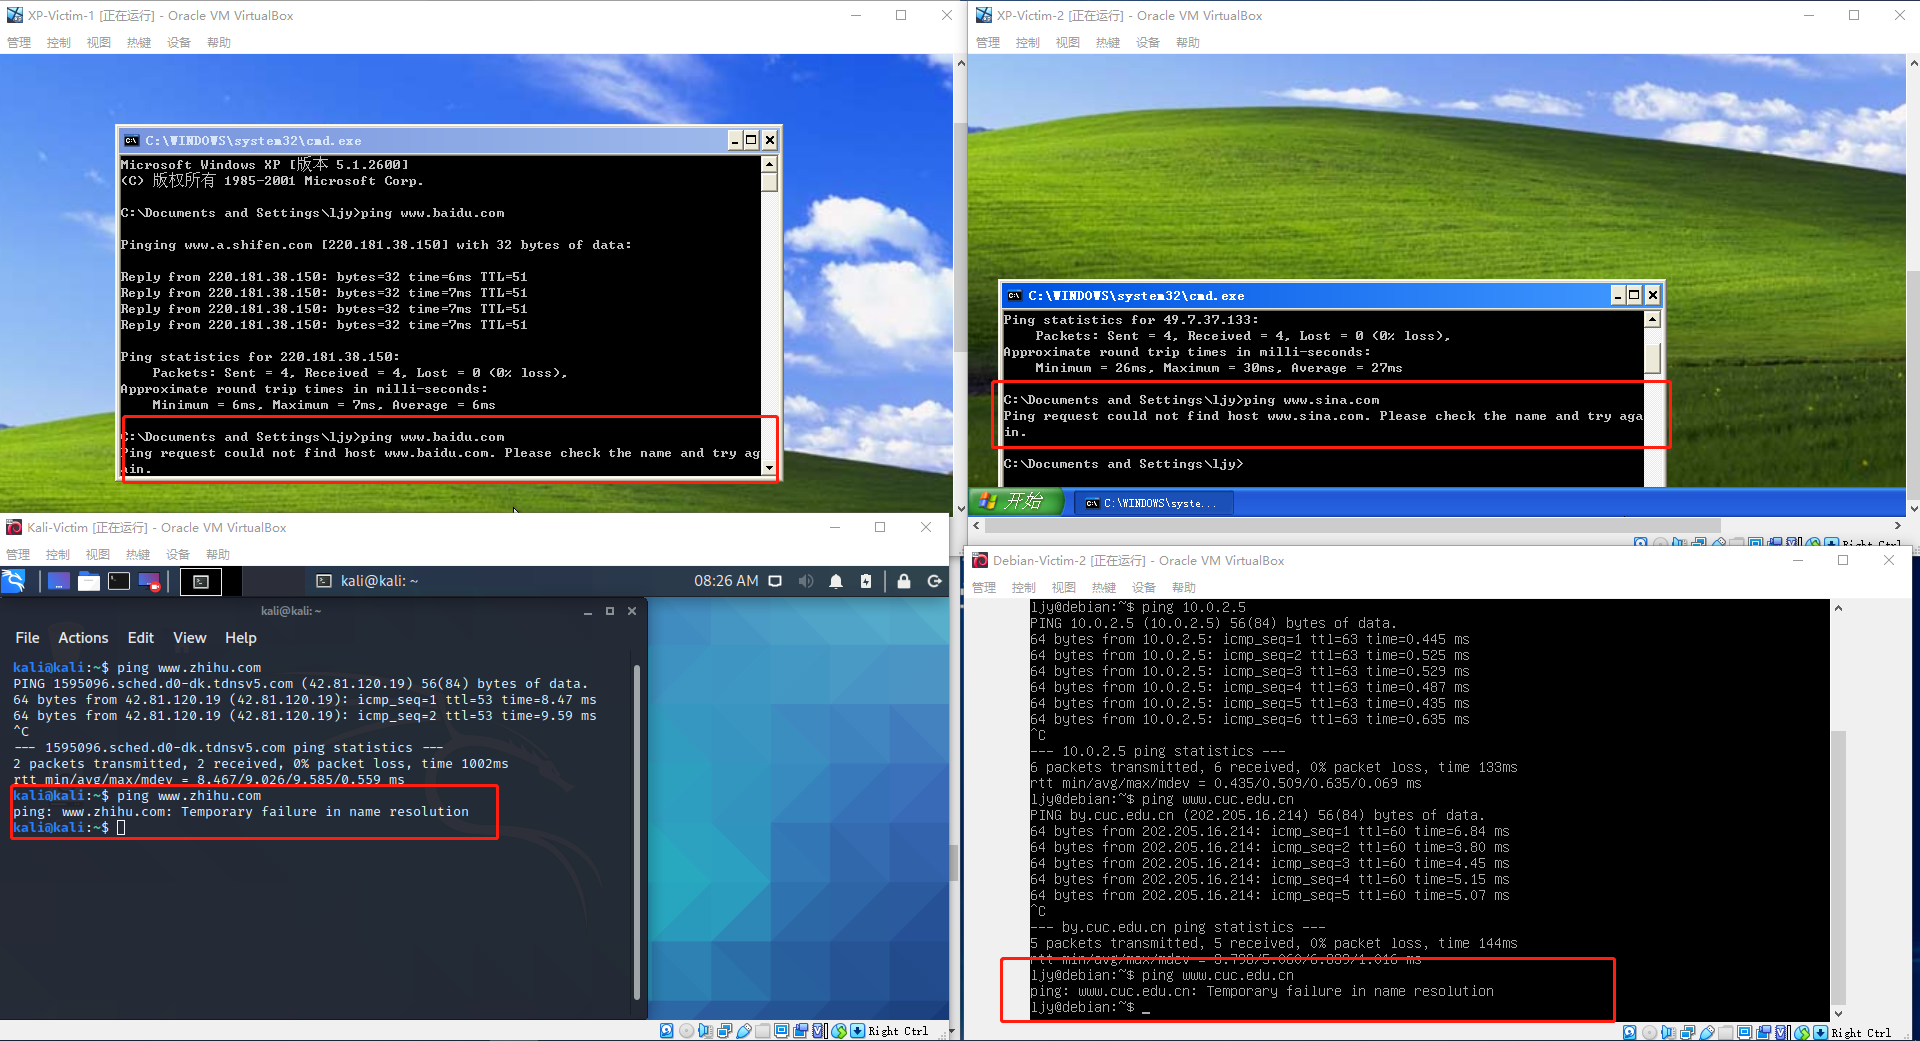 XP-Victim-1 [正在运行] - Oracle VM VirtualBox
管理 控制 视图 热键 设备 帮助
C:\WINDOWS\system32\cmd.exe
Microsoft Windows XP [版本 5.1.2600]
(C) 版权所有 1985-2001 Microsoft Corp.
C:\Documents and Settings\ljy>ping www.baidu.com
Pinging www.a.shifen.com [220.181.38.150] with 32 bytes of data:
Reply from 220.181.38.150: bytes=32 time=6ms TTL=51
Reply from 220.181.38.150: bytes=32 time=7ms TTL=51
Reply from 220.181.38.150: bytes=32 time=7ms TTL=51
Reply from 220.181.38.150: bytes=32 time=7ms TTL=51
Ping statistics for 220.181.38.150:
Packets: Sent = 4, Received = 4, Lost = 0 (0% loss),
Approximate round trip times in milli-seconds:
Minimum = 6ms, Maximum = 7ms, Average = 6ms
C:\Documents and Settings\ljy>ping www.baidu.com
Ping request could not find host www.baidu.com. Please check the name and try ag
ain.
XP-Victim-2 [正在运行] - Oracle VM VirtualBox
管理 控制 视图 热键 设备 帮助
C:\WINDOWS\system32\cmd.exe
Ping statistics for 49.7.37.133:
Packets: Sent = 4, Received = 4, Lost = 0 (0% loss),
Approximate round trip times in milli-seconds:
Minimum = 26ms, Maximum = 30ms, Average = 27ms
C:\Documents and Settings\ljy>ping www.sina.com
Ping request could not find host www.sina.com. Please check the name and try aga
in.
C:\Documents and Settings\ljy>
开始 C:\WINDOWS\syste...
Right Ctrl
Kali-Victim [正在运行] - Oracle VM VirtualBox
管理 控制 视图 热键 设备 帮助
kali@kali: ~ 08:26 AM
kali@kali: ~
File Actions Edit View Help
kali@kali:~$ ping www.zhihu.com
PING 1595096.sched.d0-dk.tdnsv5.com (42.81.120.19) 56(84) bytes of data.
64 bytes from 42.81.120.19 (42.81.120.19): icmp_seq=1 ttl=53 time=8.47 ms
64 bytes from 42.81.120.19 (42.81.120.19): icmp_seq=2 ttl=53 time=9.59 ms
^C
--- 1595096.sched.d0-dk.tdnsv5.com ping statistics ---
2 packets transmitted, 2 received, 0% packet loss, time 1002ms
rtt min/avg/max/mdev = 8.467/9.026/9.585/0.559 ms
kali@kali:~$ ping www.zhihu.com
ping: www.zhihu.com: Temporary failure in name resolution
kali@kali:~$
Right Ctrl
Debian-Victim-2 [正在运行] - Oracle VM VirtualBox
管理 控制 视图 热键 设备 帮助
ljy@debian:~$ ping 10.0.2.5
PING 10.0.2.5 (10.0.2.5) 56(84) bytes of data.
64 bytes from 10.0.2.5: icmp_seq=1 ttl=63 time=0.445 ms
64 bytes from 10.0.2.5: icmp_seq=2 ttl=63 time=0.525 ms
64 bytes from 10.0.2.5: icmp_seq=3 ttl=63 time=0.529 ms
64 bytes from 10.0.2.5: icmp_seq=4 ttl=63 time=0.487 ms
64 bytes from 10.0.2.5: icmp_seq=5 ttl=63 time=0.435 ms
64 bytes from 10.0.2.5: icmp_seq=6 ttl=63 time=0.635 ms
^C
--- 10.0.2.5 ping statistics ---
6 packets transmitted, 6 received, 0% packet loss, time 133ms
rtt min/avg/max/mdev = 0.435/0.509/0.635/0.069 ms
ljy@debian:~$ ping www.cuc.edu.cn
PING by.cuc.edu.cn (202.205.16.214) 56(84) bytes of data.
64 bytes from 202.205.16.214: icmp_seq=1 ttl=60 time=6.84 ms
64 bytes from 202.205.16.214: icmp_seq=2 ttl=60 time=3.80 ms
64 bytes from 202.205.16.214: icmp_seq=3 ttl=60 time=4.45 ms
64 bytes from 202.205.16.214: icmp_seq=4 ttl=60 time=5.15 ms
64 bytes from 202.205.16.214: icmp_seq=5 ttl=60 time=5.07 ms
^C
--- by.cuc.edu.cn ping statistics ---
5 packets transmitted, 5 received, 0% packet loss, time 144ms
rtt min/avg/max/mdev = 3.798/5.060/6.839/1.016 ms
ljy@debian:~$ ping www.cuc.edu.cn
ping: www.cuc.edu.cn: Temporary failure in name resolution
ljy@debian:~$ _
Right Ctrl